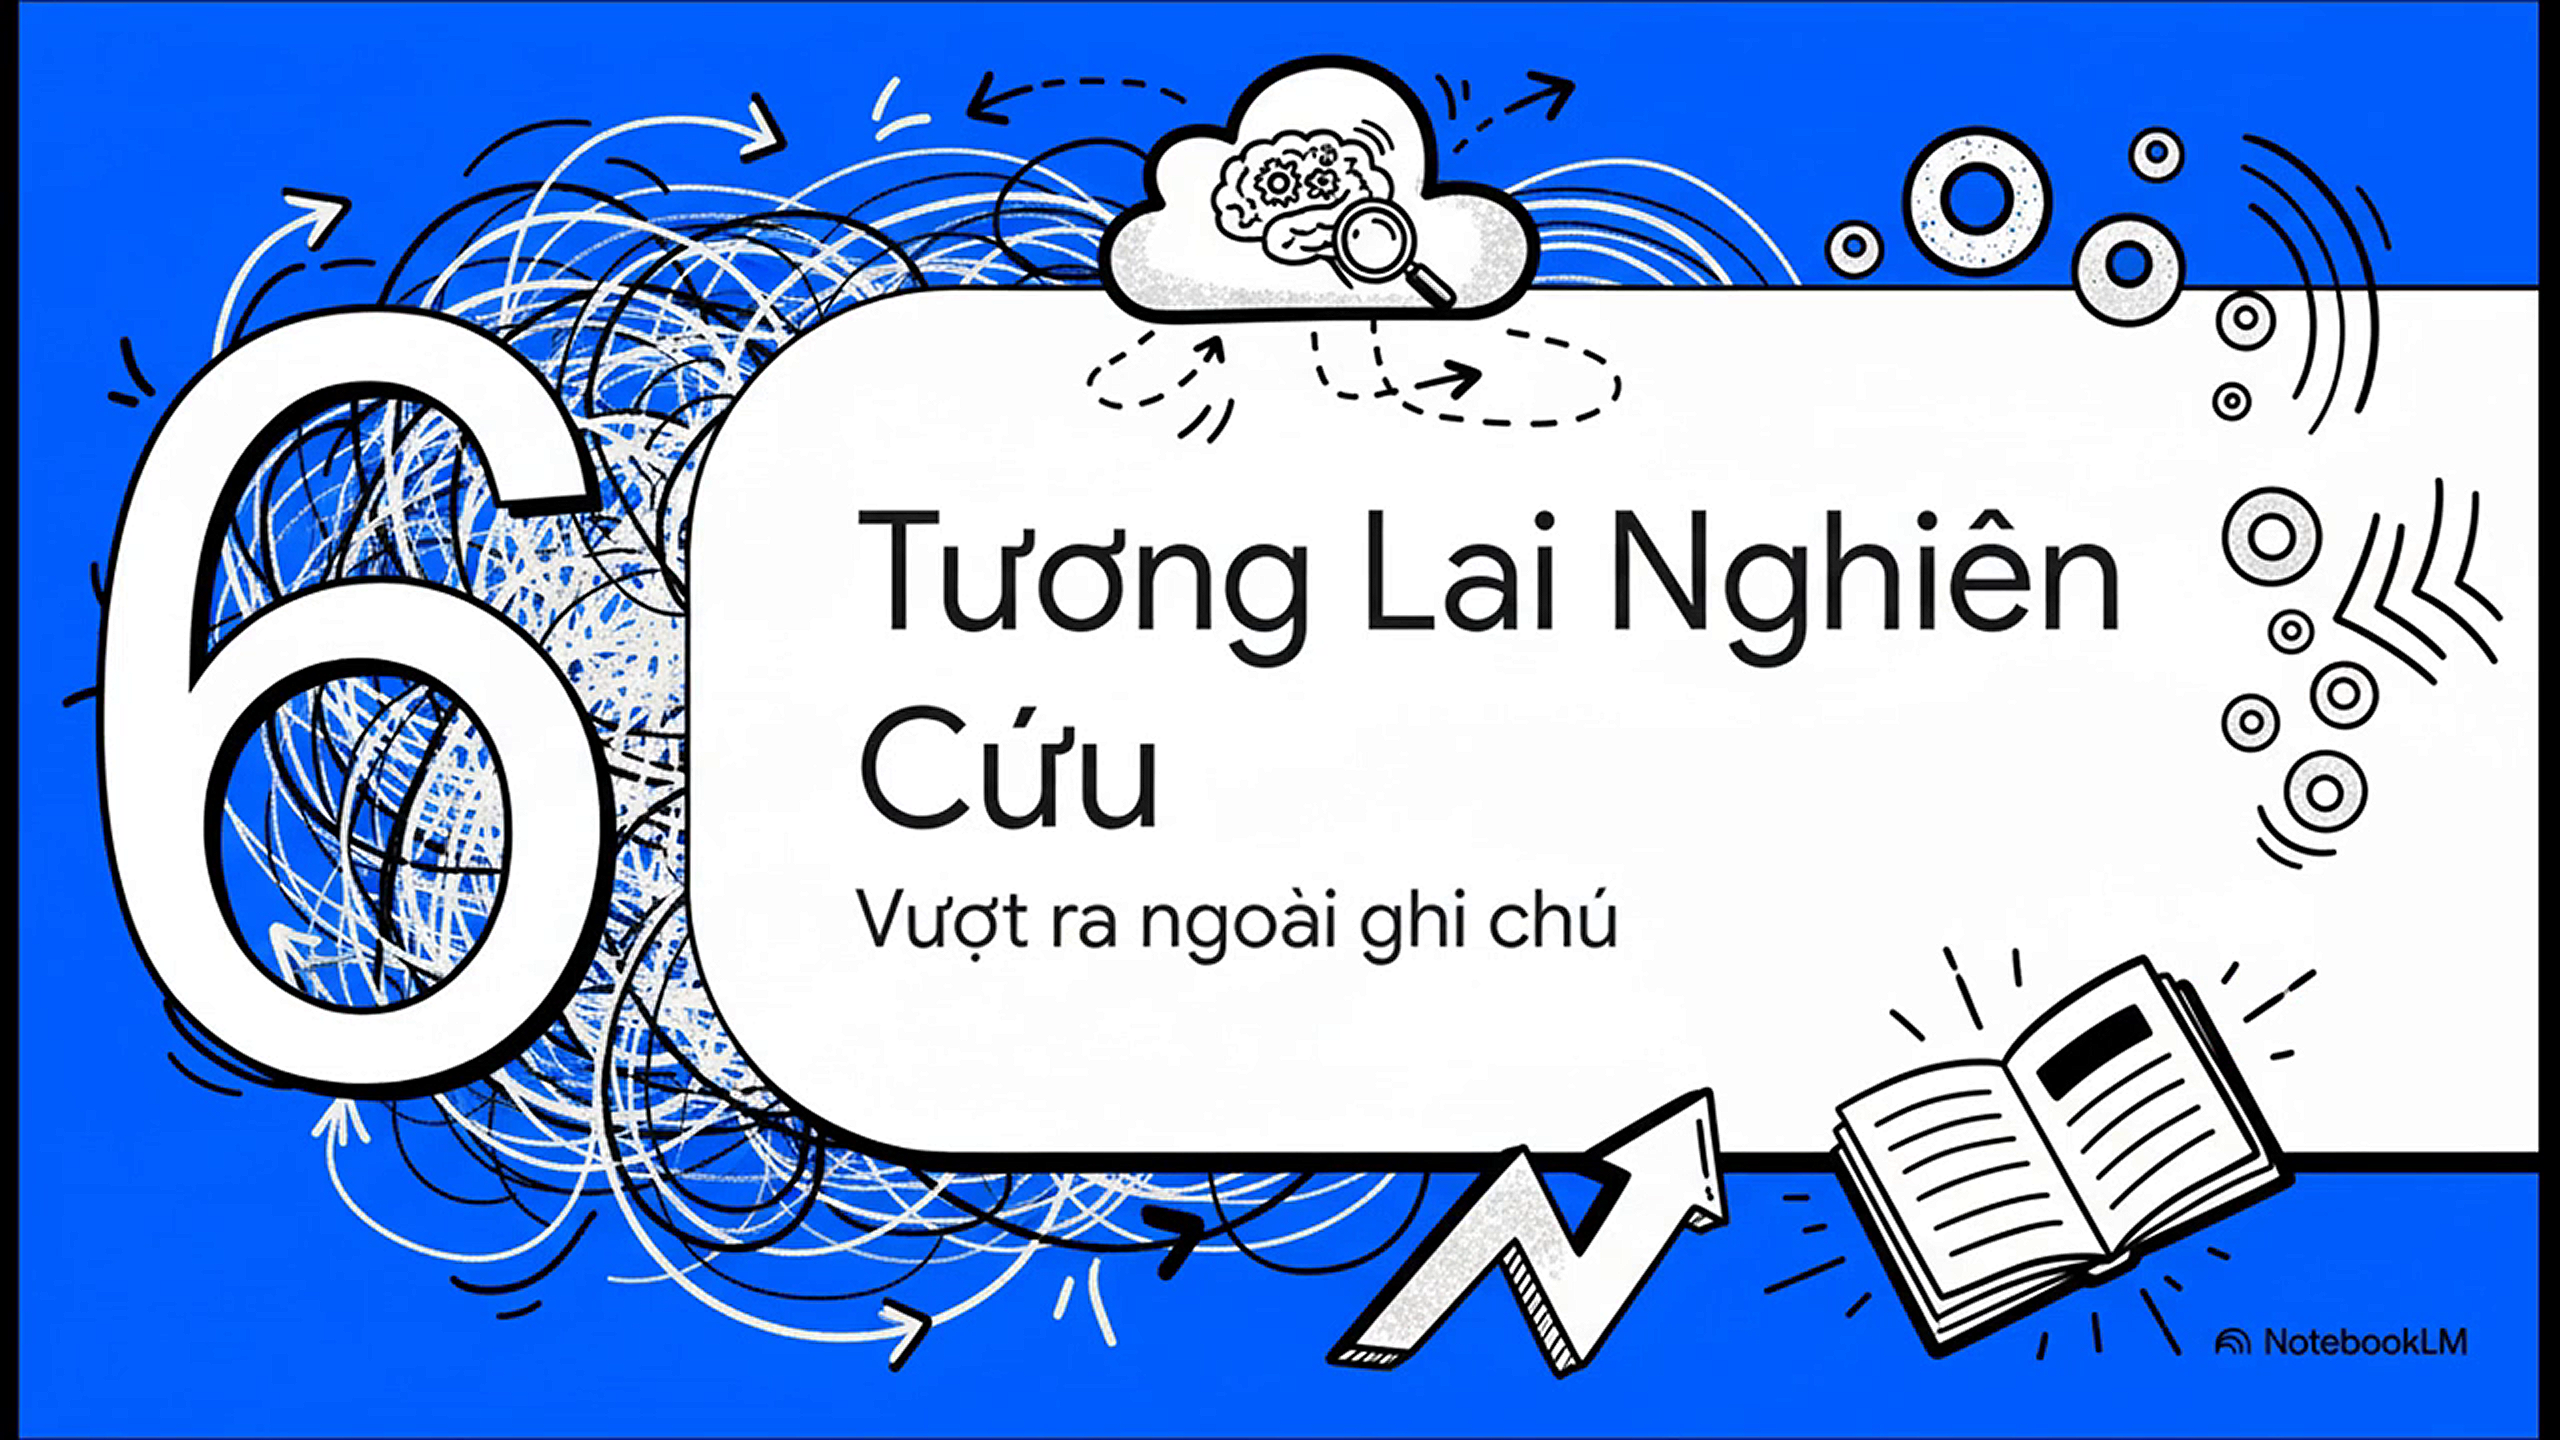 6
Tương Lai Nghiên
Cứu
Vượt ra ngoài ghi chú
NotebookLM